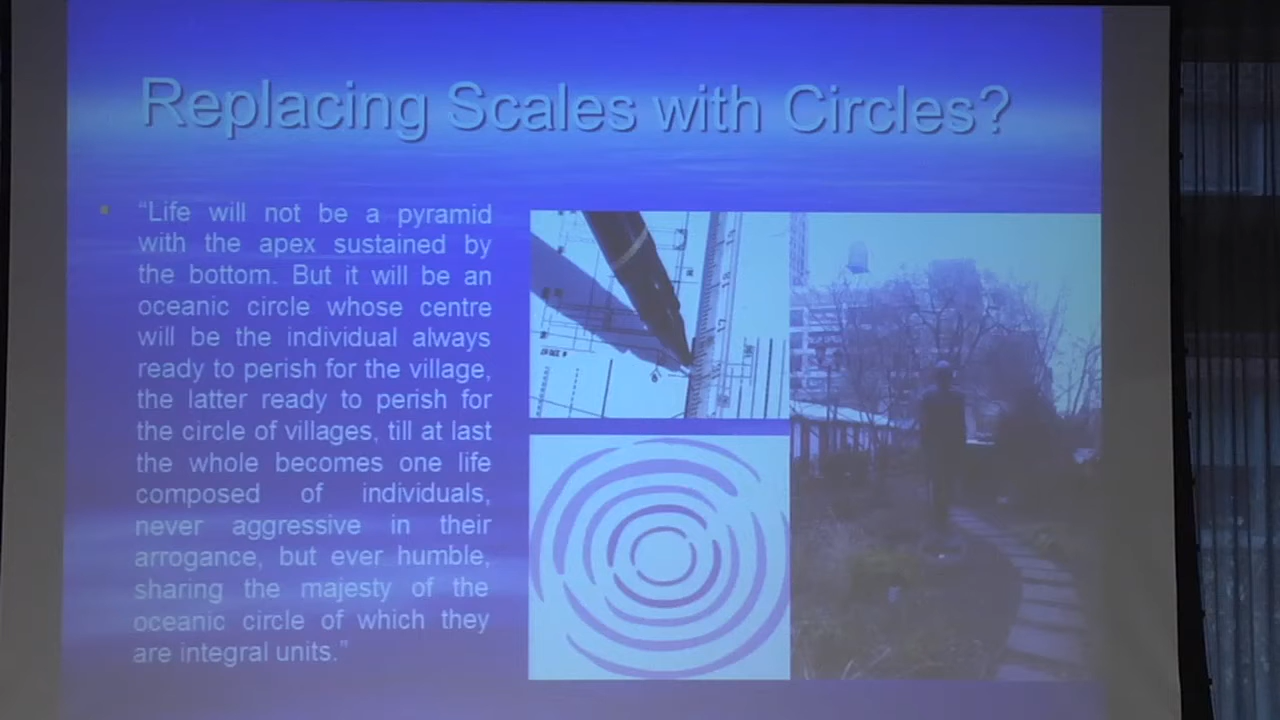 Replacing Scales with Circles?
“Life will not be a pyramid
with the apex sustained by
the bottom. But it will be an
oceanic circle whose centre
will be the individual always
ready to perish for the village,
the latter ready to perish for
the circle of villages, till at last
the whole becomes one life
composed of individuals,
never aggressive in their
arrogance, but ever humble,
sharing the majesty of the
oceanic circle of which they
are integral units.”